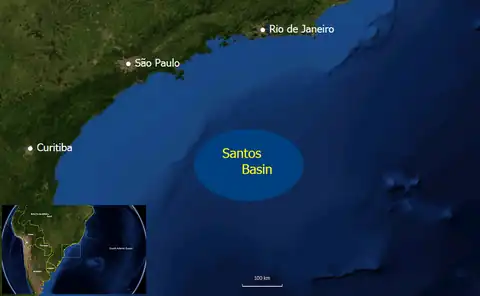 Rio de Janeiro
São Paulo
Curitiba
Santos
Basin
100 km